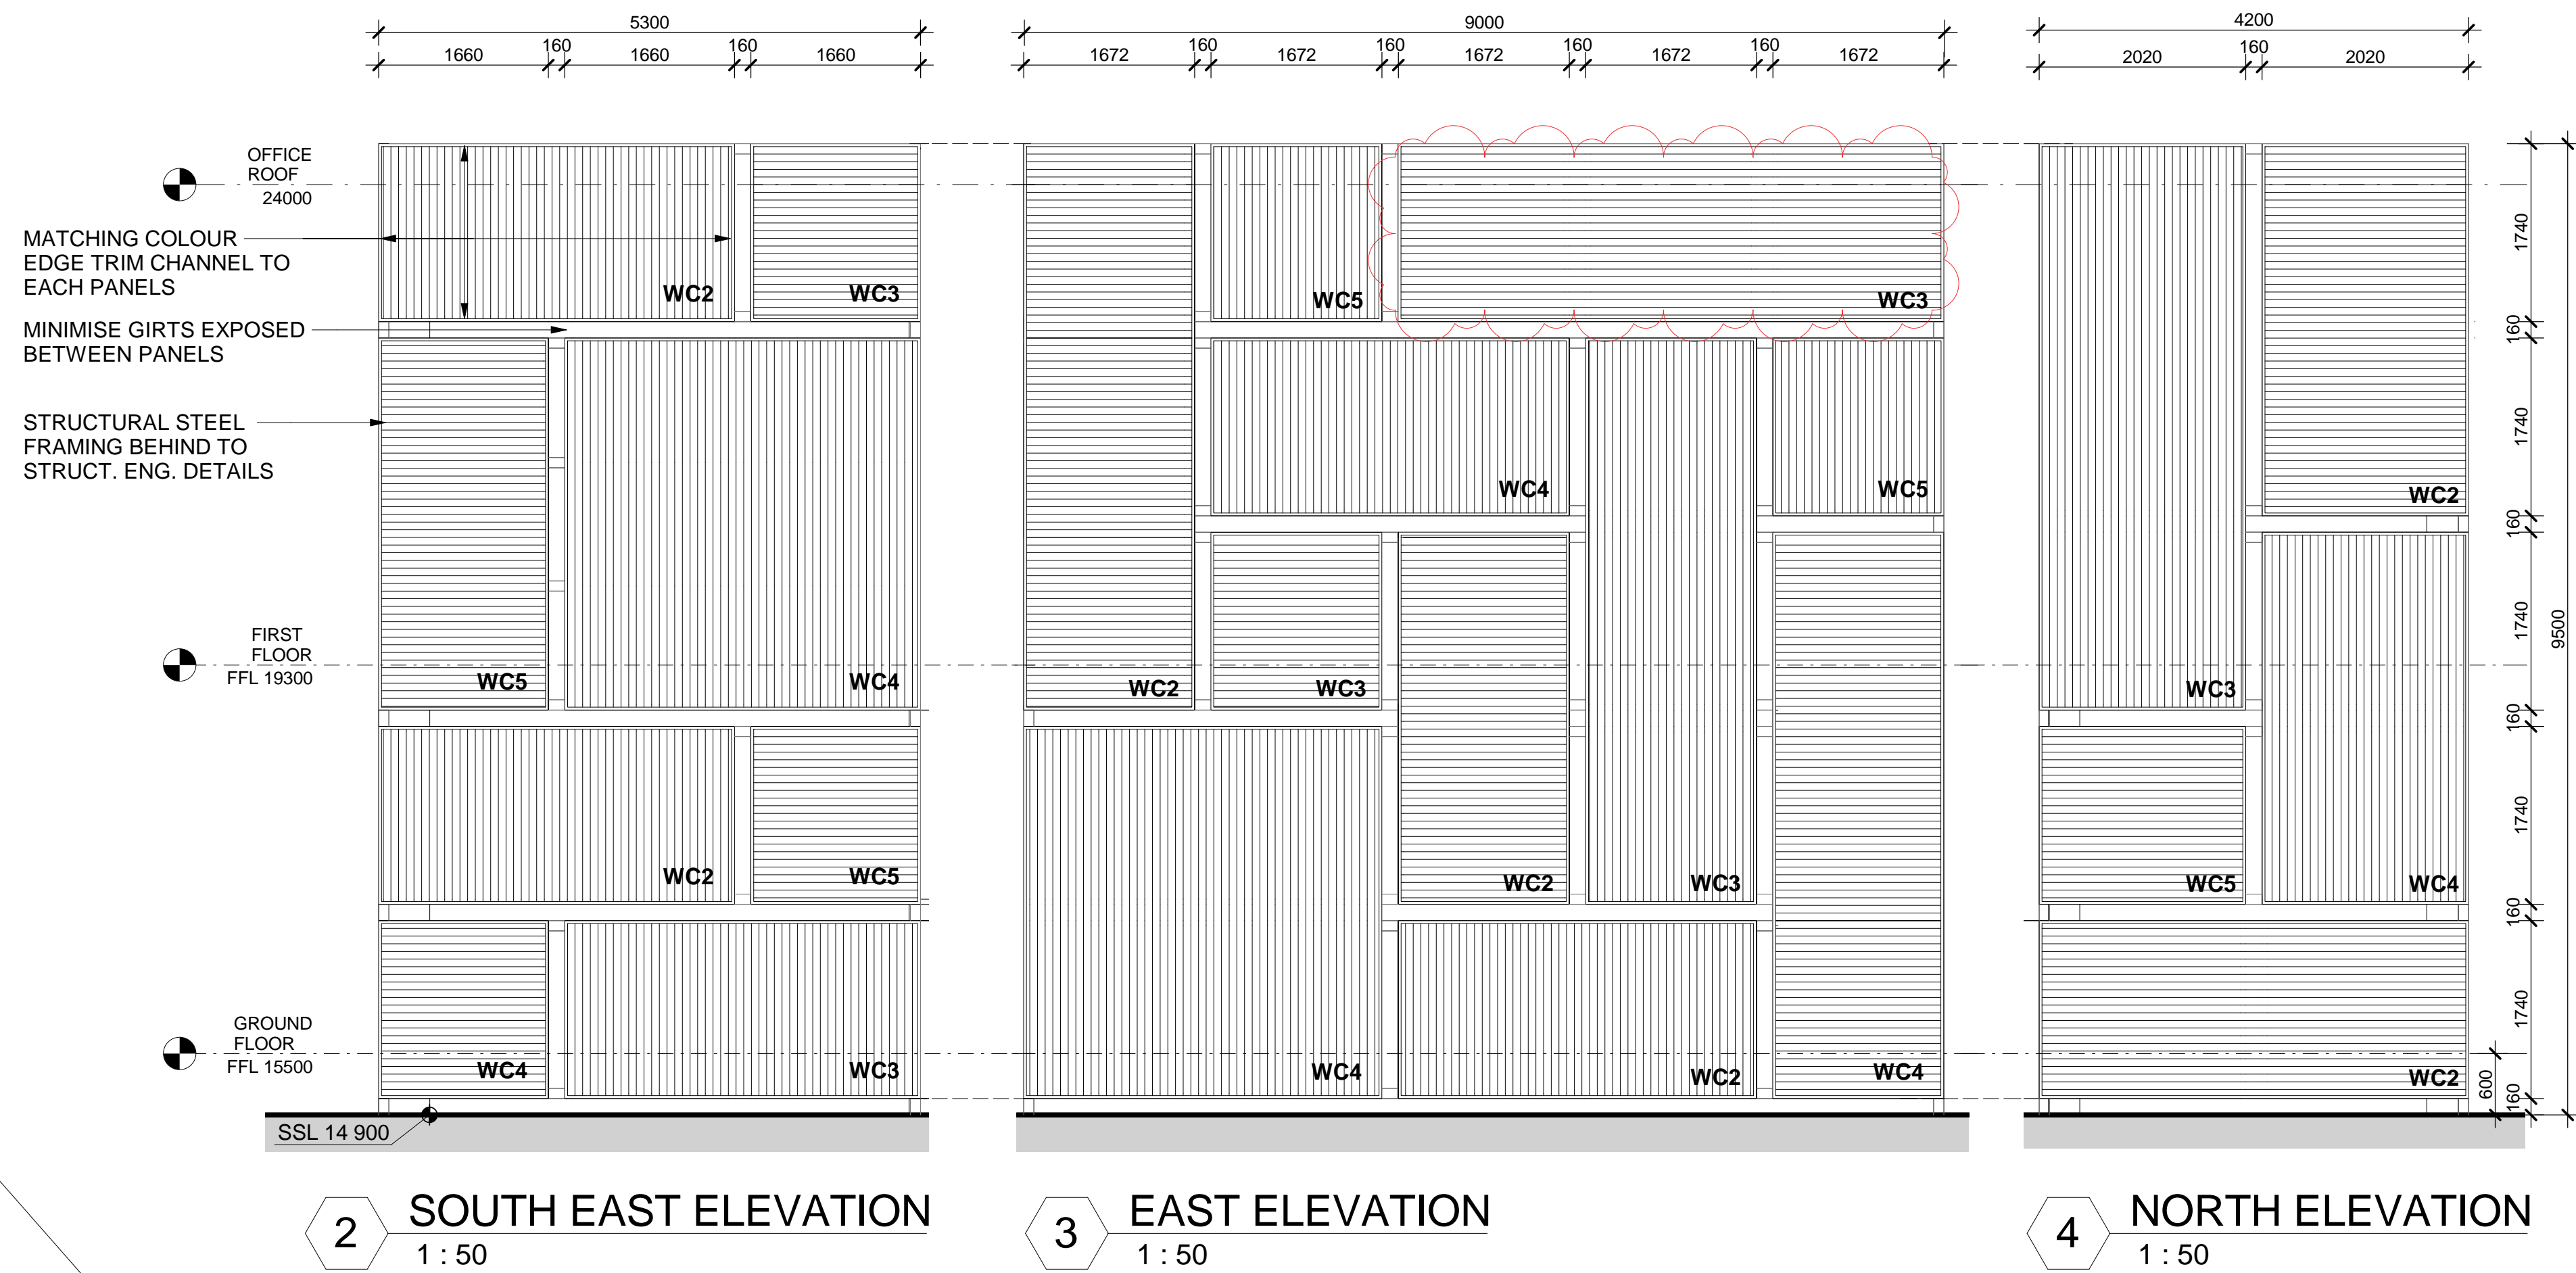 5300
9000
4200
1660
160
1660
160
1660
1672
160
1672
160
1672
160
1672
160
1672
2020
160
2020
OFFICE
ROOF
24000
MATCHING COLOUR
EDGE TRIM CHANNEL TO
EACH PANELS
MINIMISE GIRTS EXPOSED
BETWEEN PANELS
STRUCTURAL STEEL
FRAMING BEHIND TO
STRUCT. ENG. DETAILS
FIRST
FLOOR
FFL 19300
GROUND
FLOOR
FFL 15500
SSL 14 900
WC2
WC3
WC5
WC4
WC2
WC5
WC4
WC3
WC5
WC3
WC4
WC5
WC2
WC3
WC2
WC3
WC4
WC2
WC4
WC2
WC3
WC5
WC4
WC2
1740
160
1740
160
1740
160
1740
160
1740
160
600
9500
2
SOUTH EAST ELEVATION
1 : 50
3
EAST ELEVATION
1 : 50
4
NORTH ELEVATION
1 : 50